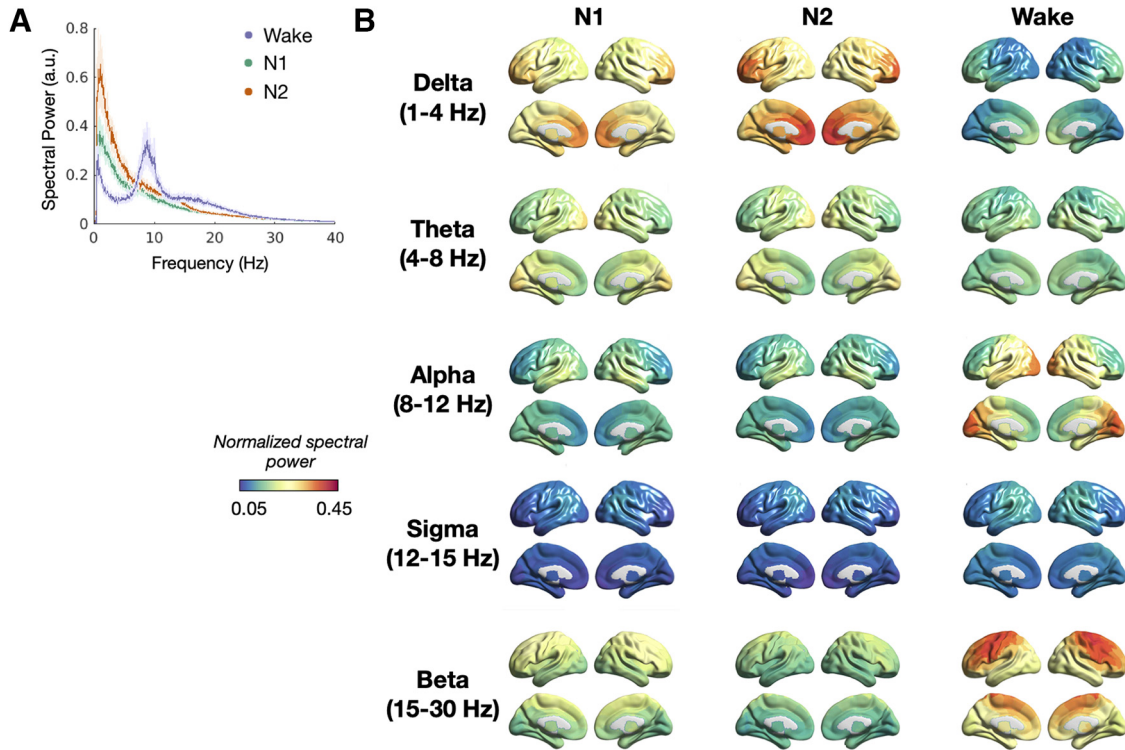 A
Spectral Power (a.u.)
0.8
0.6
0.4
0.2
0
0 10 20 30 40
Frequency (Hz)
Wake
N1
N2
Normalized spectral
power
0.05 0.45
B
N1 N2 Wake
Delta
(1-4 Hz)
Theta
(4-8 Hz)
Alpha
(8-12 Hz)
Sigma
(12-15 Hz)
Beta
(15-30 Hz)